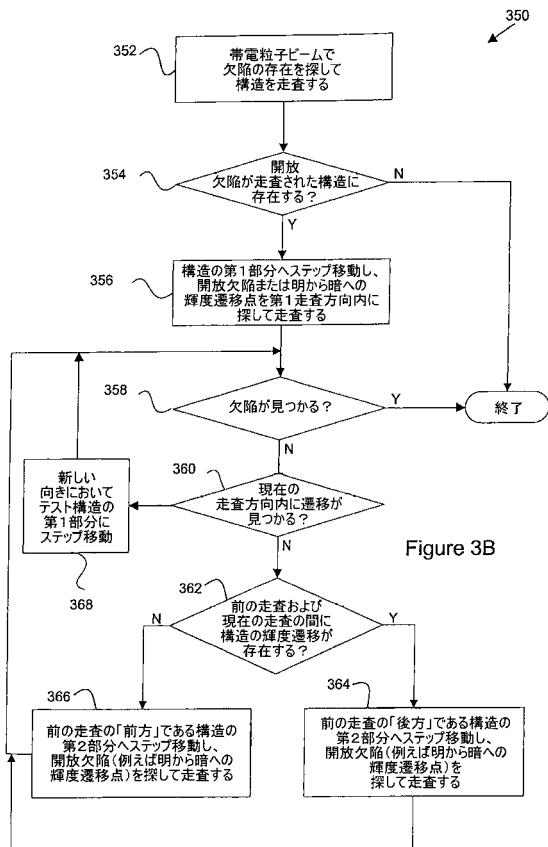 350
352
帯電粒子ビームで
欠陥の存在を探して
構造を走査する
354
開放
欠陥が走査された構造に
存在する?
N
Y
356
構造の第1部分へステップ移動し、
開放欠陥または明から暗への
輝度遷移点を第1走査方向内に
探して走査する
358
欠陥が見つかる?
Y
終了
N
360
現在の
走査方向内に遷移が
見つかる?
新しい
向きにおいて
テスト構造の
第1部分に
ステップ移動
368
N
Figure 3B
362
前の走査および
現在の走査の間に
構造の輝度遷移が
存在する?
N
Y
366
前の走査の「前方」である構造の
第2部分へステップ移動し、
開放欠陥(例えば明から暗への
輝度遷移点)を探して走査する
364
前の走査の「後方」である構造の
第2部分へステップ移動し、
開放欠陥(例えば明から暗への
輝度遷移点)を
探して走査する